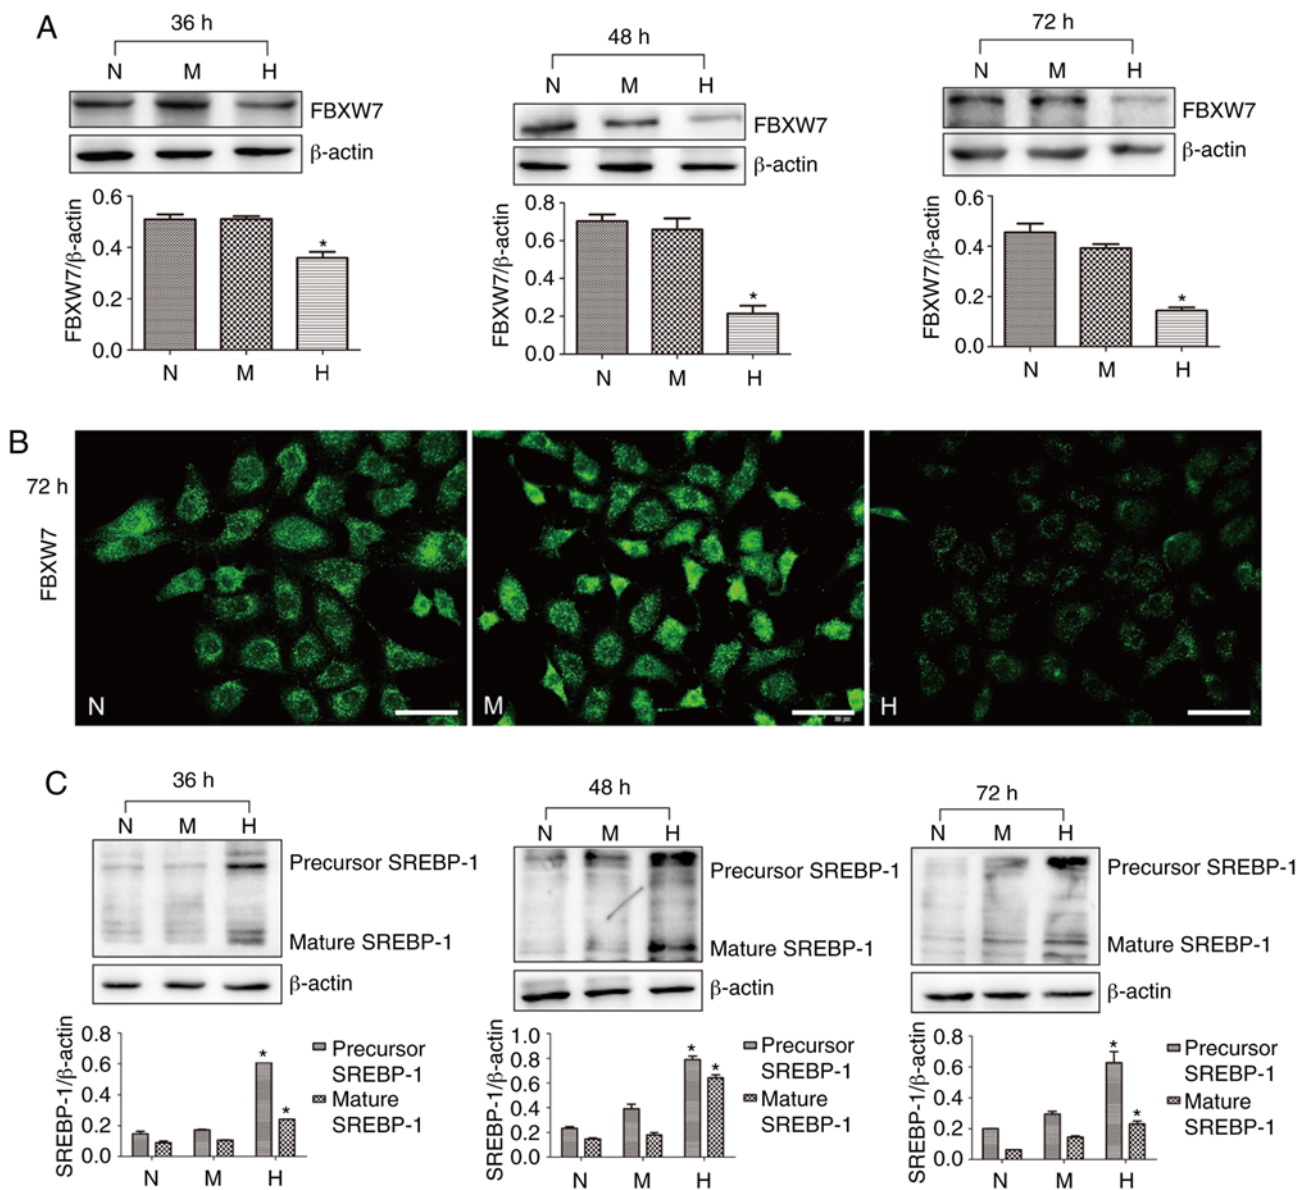 A
36 h
N M H
FBXW7
β-actin
48 h
N M H
FBXW7
β-actin
72 h
N M H
FBXW7
β-actin
FBXW7/β-actin
0.6
0.4
0.2
0.0
*
N M H
FBXW7/β-actin
0.8
0.6
0.4
0.2
0.0
*
N M H
FBXW7/β-actin
0.6
0.4
0.2
0.0
*
N M H
B
72 h
FBXW7
N
M
H
C
36 h
N M H
Precursor SREBP-1
Mature SREBP-1
β-actin
48 h
N M H
Precursor SREBP-1
Mature SREBP-1
β-actin
72 h
N M H
Precursor SREBP-1
Mature SREBP-1
β-actin
SREBP-1/β-actin
0.8
0.6
0.4
0.2
0.0
*
*
N M H
Precursor
SREBP-1
Mature
SREBP-1
SREBP-1/β-actin
1.0
0.8
0.6
0.4
0.2
0.0
*
*
N M H
Precursor
SREBP-1
Mature
SREBP-1
SREBP-1/β-actin
0.8
0.6
0.4
0.2
0.0
*
*
N M H
Precursor
SREBP-1
Mature
SREBP-1